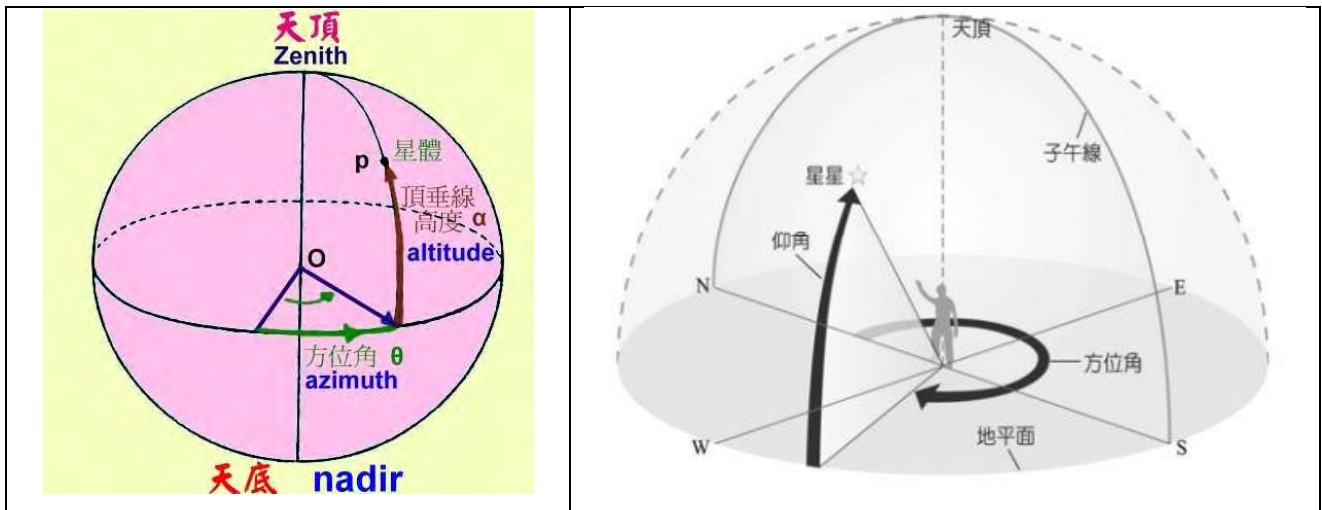 天頂
Zenith
p
星體
頂垂線
高度 α
altitude
O
方位角 θ
azimuth
天底 nadir
天頂
子午線
星星
仰角
N
E
方位角
W
地平面
S